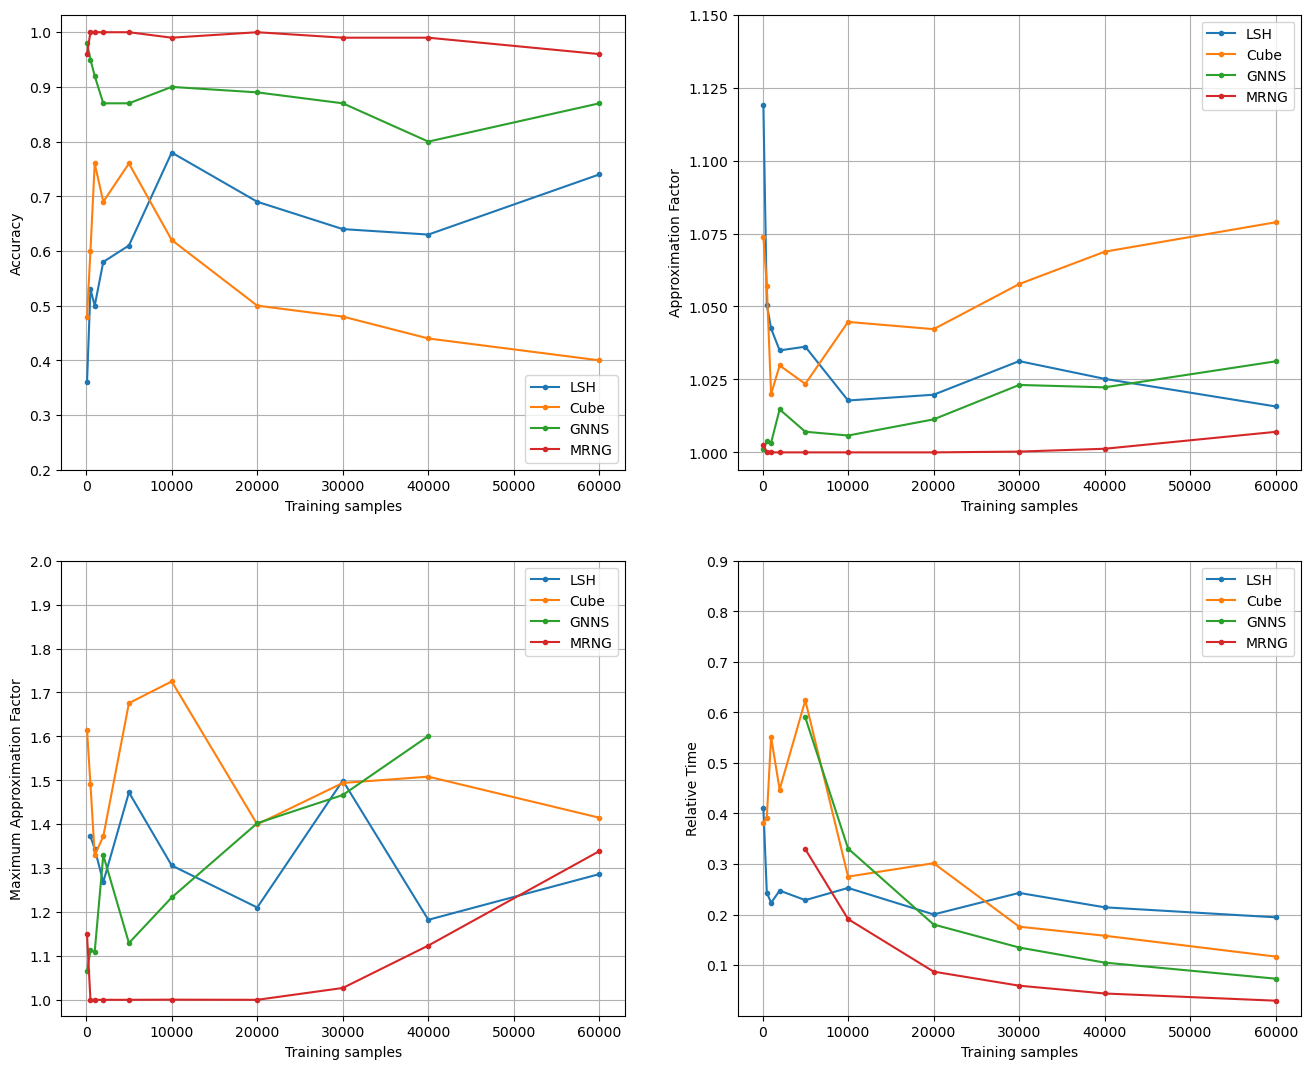 1.0
0.9
0.8
0.7
0.6
0.5
0.4
0.3
0.2
Accuracy
LSH
Cube
GNNS
MRNG
0 10000 20000 30000 40000 50000 60000
Training samples
1.150
1.125
1.100
1.075
1.050
1.025
1.000
Approximation Factor
LSH
Cube
GNNS
MRNG
0 10000 20000 30000 40000 50000 60000
Training samples
2.0
1.9
1.8
1.7
1.6
1.5
1.4
1.3
1.2
1.1
1.0
Maximum Approximation Factor
LSH
Cube
GNNS
MRNG
0 10000 20000 30000 40000 50000 60000
Training samples
0.9
0.8
0.7
0.6
0.5
0.4
0.3
0.2
0.1
Relative Time
LSH
Cube
GNNS
MRNG
0 10000 20000 30000 40000 50000 60000
Training samples